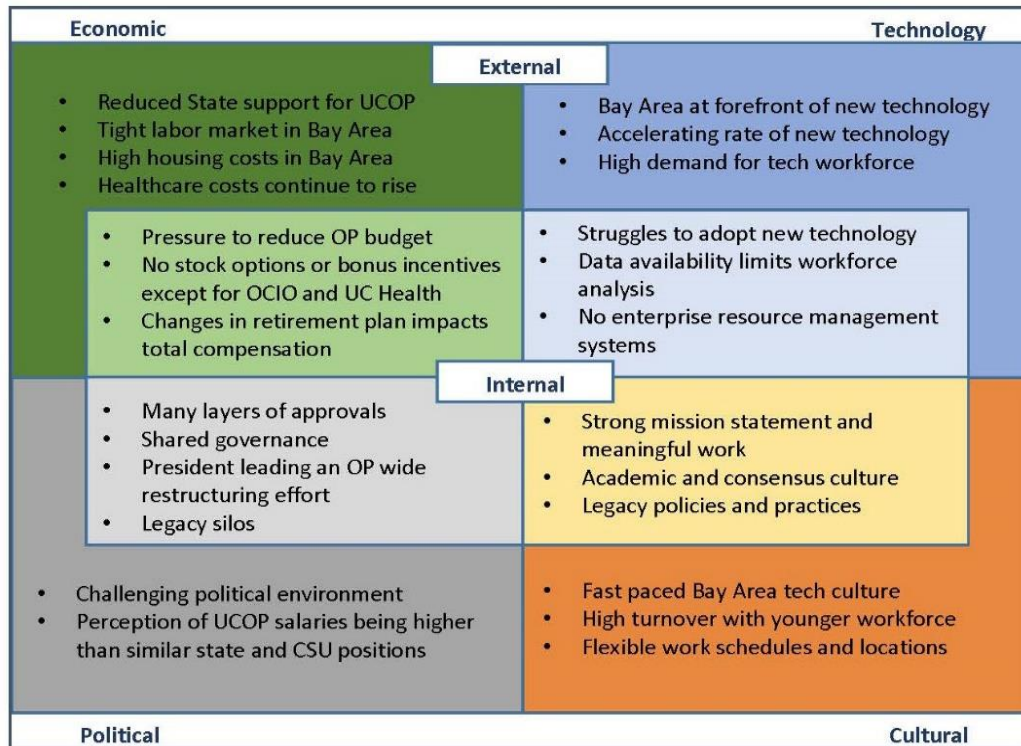 Economic
Technology
External
• Reduced State support for UCOP
• Tight labor market in Bay Area
• High housing costs in Bay Area
• Healthcare costs continue to rise
• Bay Area at forefront of new technology
• Accelerating rate of new technology
• High demand for tech workforce
• Pressure to reduce OP budget
• No stock options or bonus incentives
except for OCIO and UC Health
• Changes in retirement plan impacts
total compensation
• Struggles to adopt new technology
• Data availability limits workforce
analysis
• No enterprise resource management
systems
Internal
• Many layers of approvals
• Shared governance
• President leading an OP wide
restructuring effort
• Legacy silos
• Strong mission statement and
meaningful work
• Academic and consensus culture
• Legacy policies and practices
• Challenging political environment
• Perception of UCOP salaries being higher
than similar state and CSU positions
• Fast paced Bay Area tech culture
• High turnover with younger workforce
• Flexible work schedules and locations
Political
Cultural